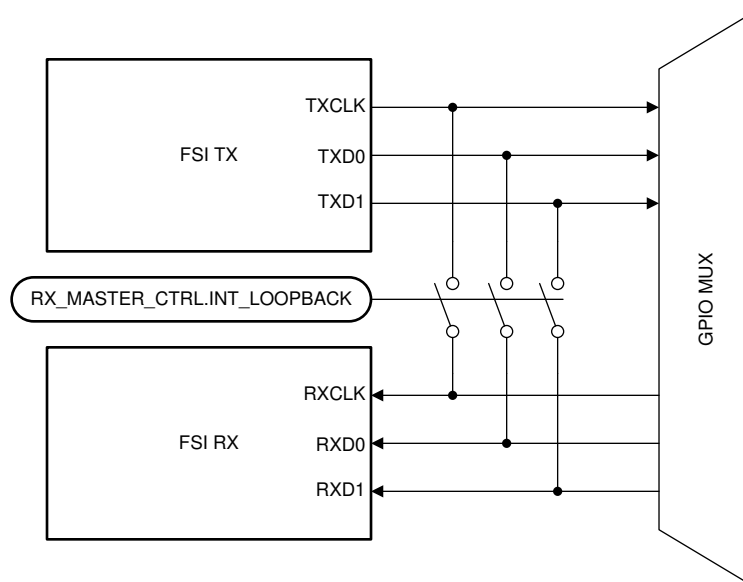 TXCLK
FSI TX
TXD0
TXD1
RX_MASTER_CTRL.INT_LOOPBACK
GPIO MUX
RXCLK
FSI RX
RXD0
RXD1